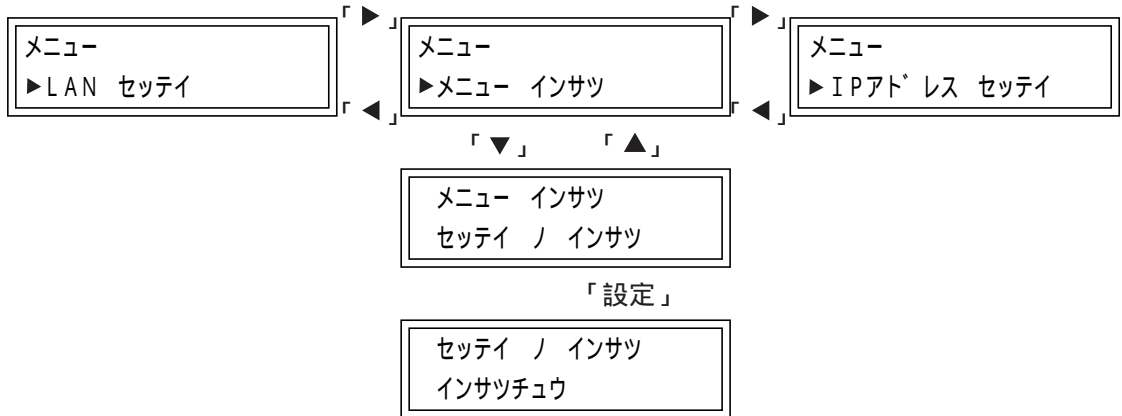 「 ▶ 」
「 ▶ 」
メニュー
▶LAN セッテイ
メニュー
▶メニュー インサツ
メニュー
▶IPアドレス セッテイ
「 ◀ 」
「 ◀ 」
「 ▼ 」 「 ▲ 」
メニュー インサツ
セッテイ ノ インサツ
「設定」
セッテイ ノ インサツ
インサツチュウ